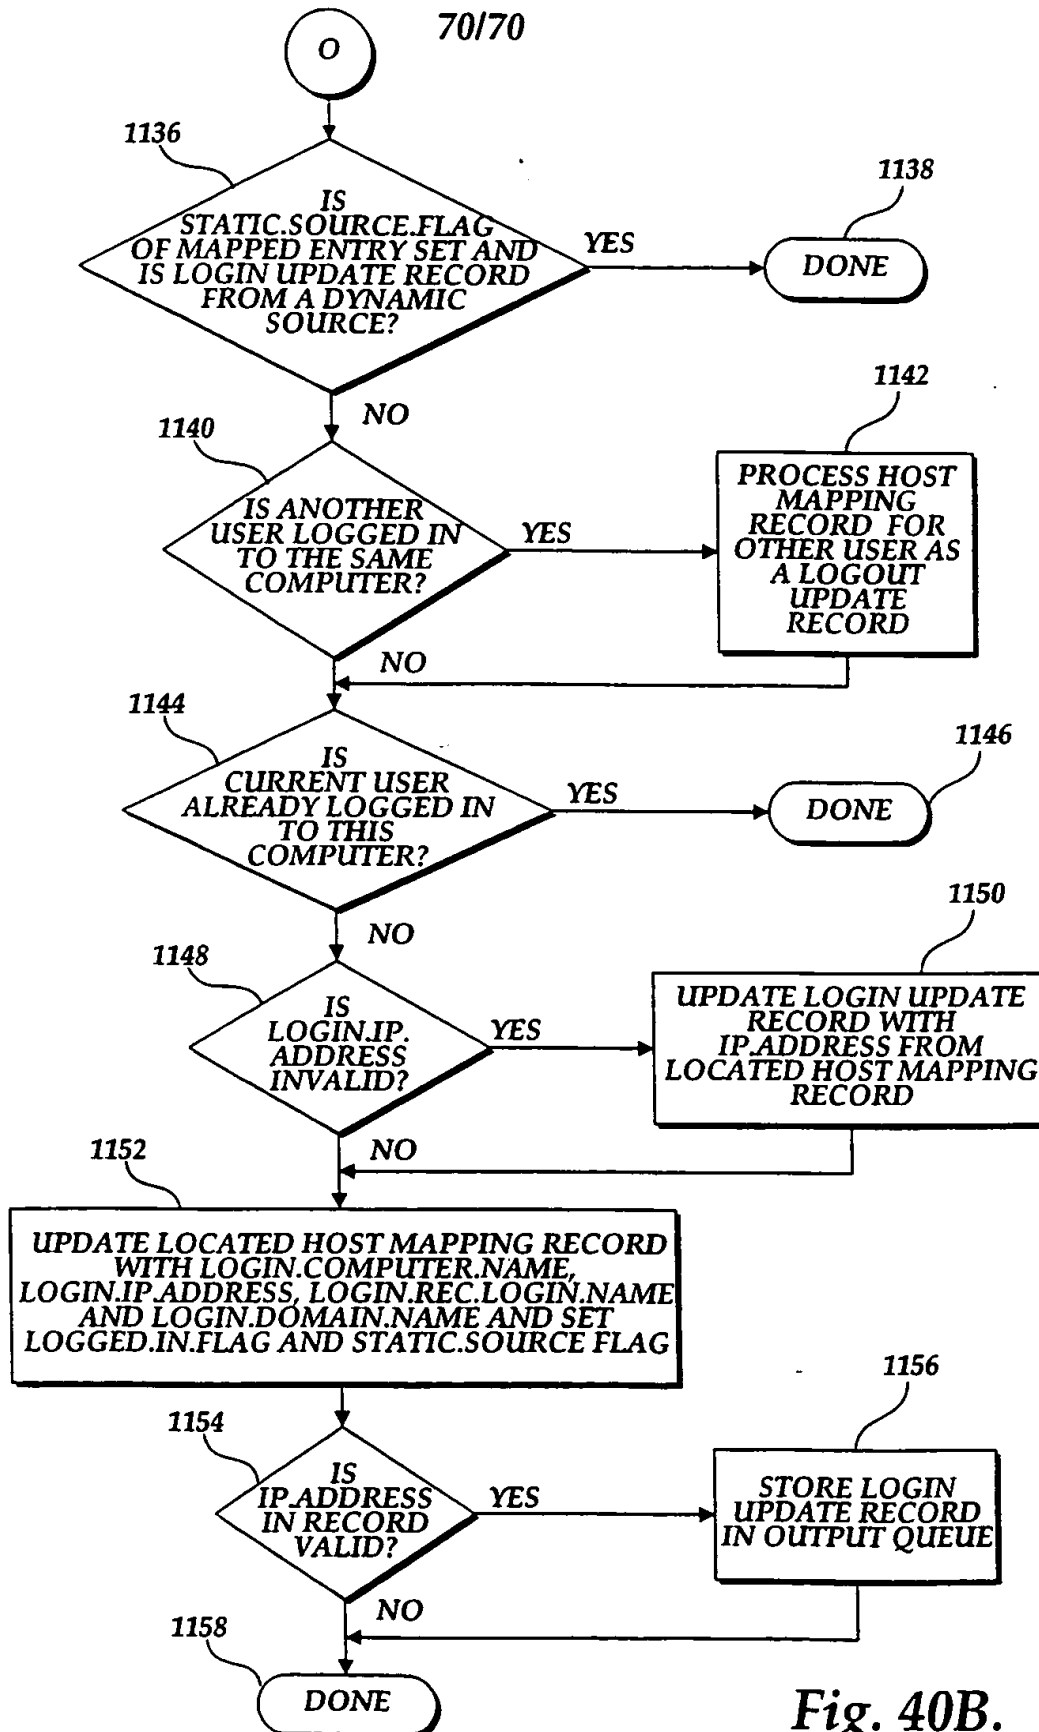 70/70
O
1136
IS
STATIC.SOURCE.FLAG
OF MAPPED ENTRY SET AND
IS LOGIN UPDATE RECORD
FROM A DYNAMIC
SOURCE?
YES
1138
DONE
NO
1140
IS ANOTHER
USER LOGGED IN
TO THE SAME
COMPUTER?
YES
1142
PROCESS HOST
MAPPING
RECORD FOR
OTHER USER AS
A LOGOUT
UPDATE
RECORD
NO
1144
IS
CURRENT USER
ALREADY LOGGED IN
TO THIS
COMPUTER?
YES
1146
DONE
NO
1148
IS
LOGIN.IP.
ADDRESS
INVALID?
YES
1150
UPDATE LOGIN UPDATE
RECORD WITH
IP.ADDRESS FROM
LOCATED HOST MAPPING
RECORD
NO
1152
UPDATE LOCATED HOST MAPPING RECORD
WITH LOGIN.COMPUTER.NAME,
LOGIN.IP.ADDRESS, LOGIN.REC.LOGIN.NAME
AND LOGIN.DOMAIN.NAME AND SET
LOGGED.IN.FLAG AND STATIC.SOURCE FLAG
1154
IS
IP.ADDRESS
IN RECORD
VALID?
YES
1156
STORE LOGIN
UPDATE RECORD
IN OUTPUT QUEUE
NO
1158
DONE
Fig. 40B.